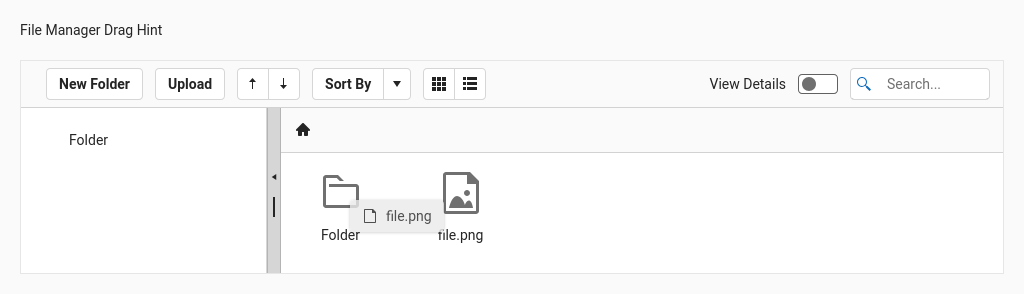 File Manager Drag Hint
New Folder Upload Sort By View Details Search...
Folder
file.png
Folder file.png